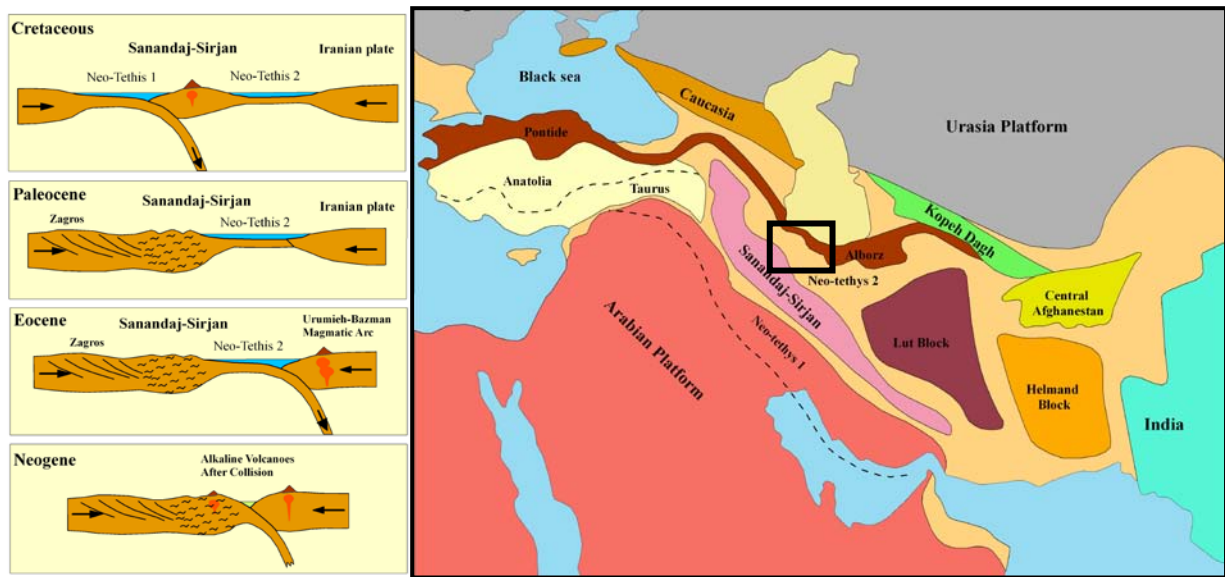 Cretaceous
Sanandaj-Sirjan
Iranian plate
Neo-Tethis 1
Neo-Tethis 2
Paleocene
Sanandaj-Sirjan
Zagros
Neo-Tethis 2
Iranian plate
Eocene
Sanandaj-Sirjan
Urumieh-Bazman
Magmatic Arc
Zagros
Neo-Tethis 2
Neogene
Alkaline Volcanoes
After Collision
Black sea
Caucasia
Urasia Platform
Pontide
Anatolia
Taurus
Kopeh Dagh
Alborz
Sanandaj-Sirjan
Neo-tethys 2
Central
Afghanestan
Arabian Platform
Neo-tethys 1
Lut Block
Helmand
Block
India